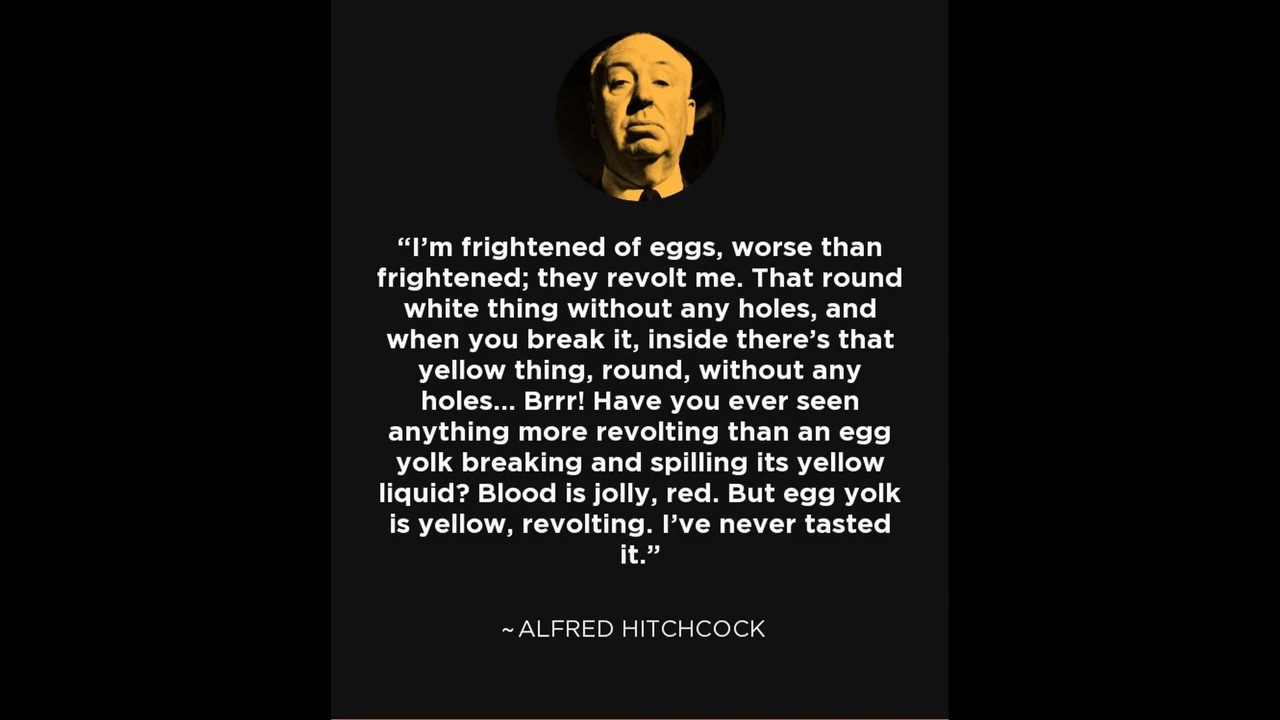 “I’m frightened of eggs, worse than
frightened; they revolt me. That round
white thing without any holes, and
when you break it, inside there’s that
yellow thing, round, without any
holes... Brrr! Have you ever seen
anything more revolting than an egg
yolk breaking and spilling its yellow
liquid? Blood is jolly, red. But egg yolk
is yellow, revolting. I’ve never tasted
it.”
~ ALFRED HITCHCOCK